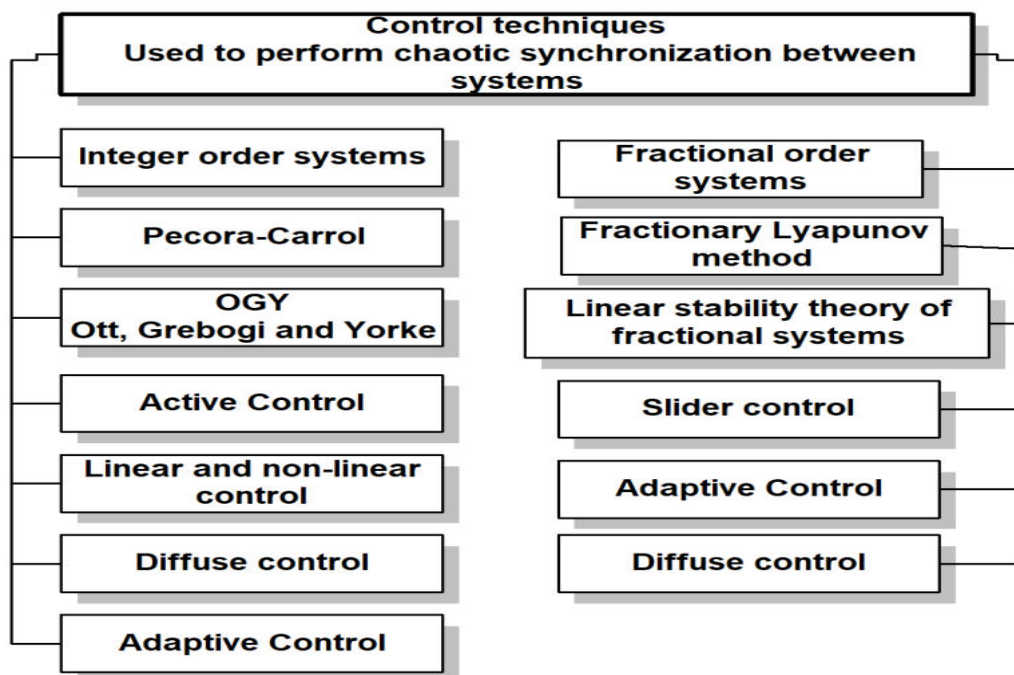 Control techniques
Used to perform chaotic synchronization between
systems
Integer order systems
Pecora-Carrol
OGY
Ott, Grebogi and Yorke
Active Control
Linear and non-linear
control
Diffuse control
Adaptive Control
Fractional order
systems
Fractionary Lyapunov
method
Linear stability theory of
fractional systems
Slider control
Adaptive Control
Diffuse control